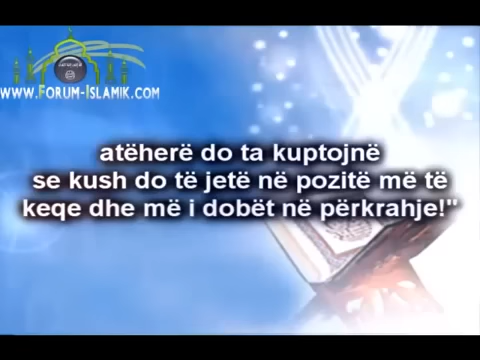 www.Forum-Islamik.com
atëherë do ta kuptojnë
se kush do të jetë në pozitë më të
keqe dhe më i dobët në përkrahje!"